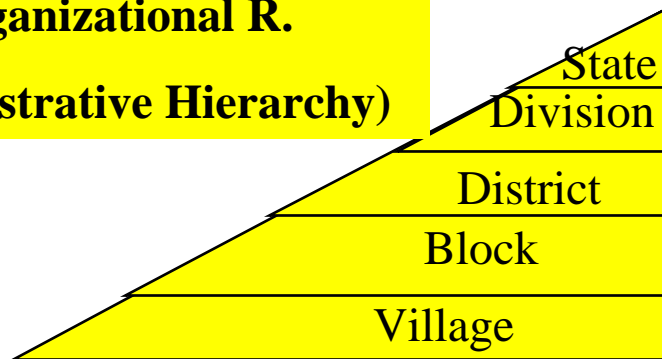 ganizational R.
strative Hierarchy)
State
Division
District
Block
Village